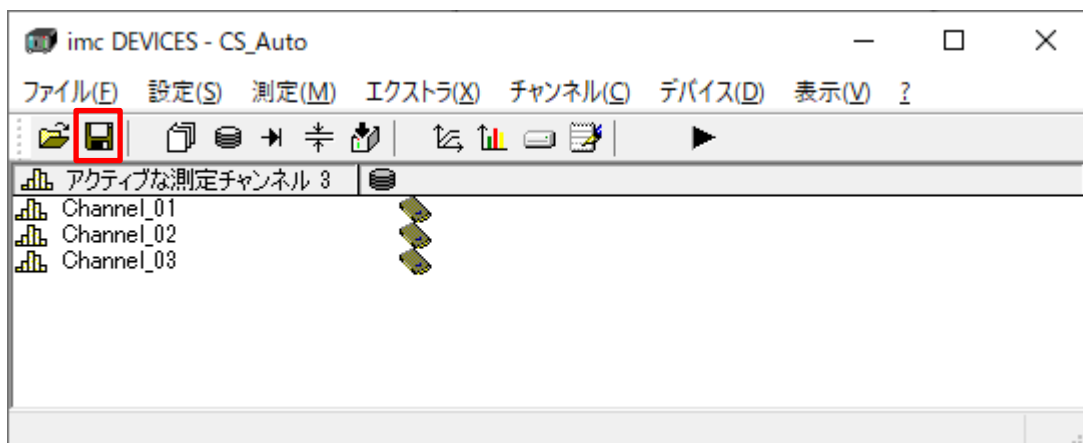 imc DEVICES - CS_Auto
ファイル(F) 設定(S) 測定(M) エクストラ(X) チャンネル(C) デバイス(D) 表示(V) ?
アクティブな測定チャンネル 3
Channel_01
Channel_02
Channel_03